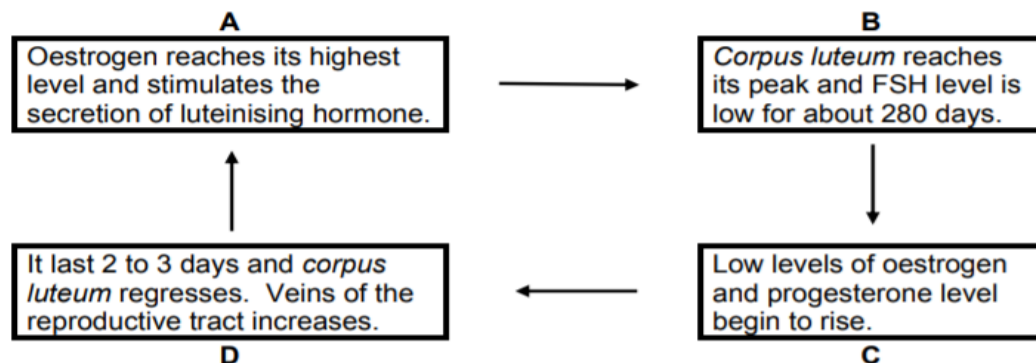 A
Oestrogen reaches its highest
level and stimulates the
secretion of luteinising hormone.
B
Corpus luteum reaches
its peak and FSH level is
low for about 280 days.
It last 2 to 3 days and corpus
luteum regresses. Veins of the
reproductive tract increases.
D
Low levels of oestrogen
and progesterone level
begin to rise.
C